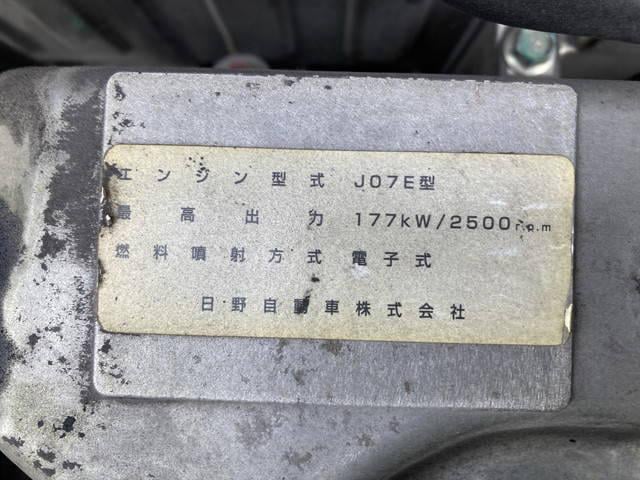 エンジン型式 J07E型
最高出力 177kW/2500r.p.m
燃料噴射方式 電子式
日野自動車株式会社